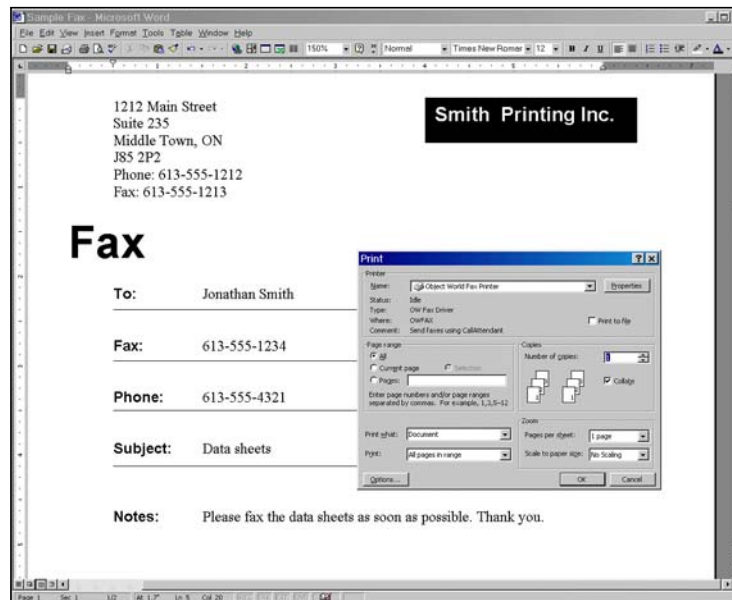 Sample Fax - Microsoft Word
File Edit View Insert Format Tools Table Window Help
150% Normal Times New Roman 12 B I U
1212 Main Street
Suite 235
Middle Town, ON
J85 2P2
Phone: 613-555-1212
Fax: 613-555-1213
Smith Printing Inc.
Fax
To: Jonathan Smith
Fax: 613-555-1234
Phone: 613-555-4321
Subject: Data sheets
Notes: Please fax the data sheets as soon as possible. Thank you.
Print
Printer
Name: Object World Fax Printer Properties
Status: Idle
Type: OW Fax Driver
Where: OWFAX
Comment: Send faxes using CallAttendant
Print to file
Page range
All
Current page Selection
Pages:
Enter page numbers and/or page ranges
separated by commas. For example, 1,3,5-12
Copies
Number of copies: 1
Collate
Print what: Document
Print: All pages in range
Zoom
Pages per sheet: 1 page
Scale to paper size: No Scaling
Options... OK Cancel
Page 1 Sec 1 1/2 At 1.7" Ln 5 Col 20